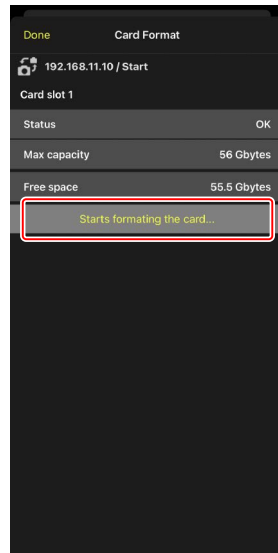 Done Card Format
192.168.11.10 / Start
Card slot 1
Status OK
Max capacity 56 Gbytes
Free space 55.5 Gbytes
Starts formating the card...